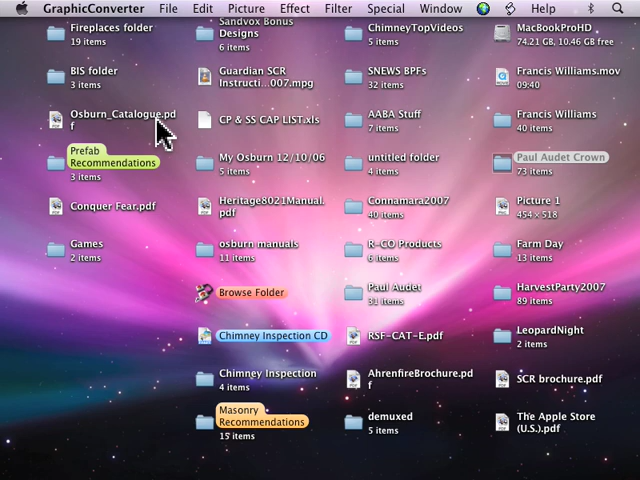 GraphicConverter File Edit Picture Effect Filter Special Window Help
Fireplaces folder
19 items
BIS folder
3 items
Osburn_Catalogue.pd
f
Prefab
Recommendations
3 items
Conquer Fear.pdf
Games
2 items
Sandvox Bonus
Designs
6 items
Guardian SCR
Instructi...007.mpg
CP & SS CAP LIST.xls
My Osburn 12/10/06
5 items
Heritage8021Manual.
pdf
osburn manuals
11 items
Browse Folder
Chimney Inspection CD
Chimney Inspection
4 items
Masonry
Recommendations
15 items
ChimneyTopVideos
5 items
SNEWS BPFs
32 items
AABA Stuff
7 items
untitled folder
4 items
Connamara2007
40 items
R-CO Products
6 items
Paul Audet
31 items
RSF-CAT-E.pdf
AhrenfireBrochure.pd
f
demuxed
5 items
MacBookProHD
74.21 GB, 10.46 GB free
Francis Williams.mov
09:40
Francis Williams
40 items
Paul Audet Crown
73 items
Picture 1
454 × 518
Farm Day
13 items
HarvestParty2007
89 items
LeopardNight
2 items
SCR brochure.pdf
The Apple Store
(U.S.).pdf